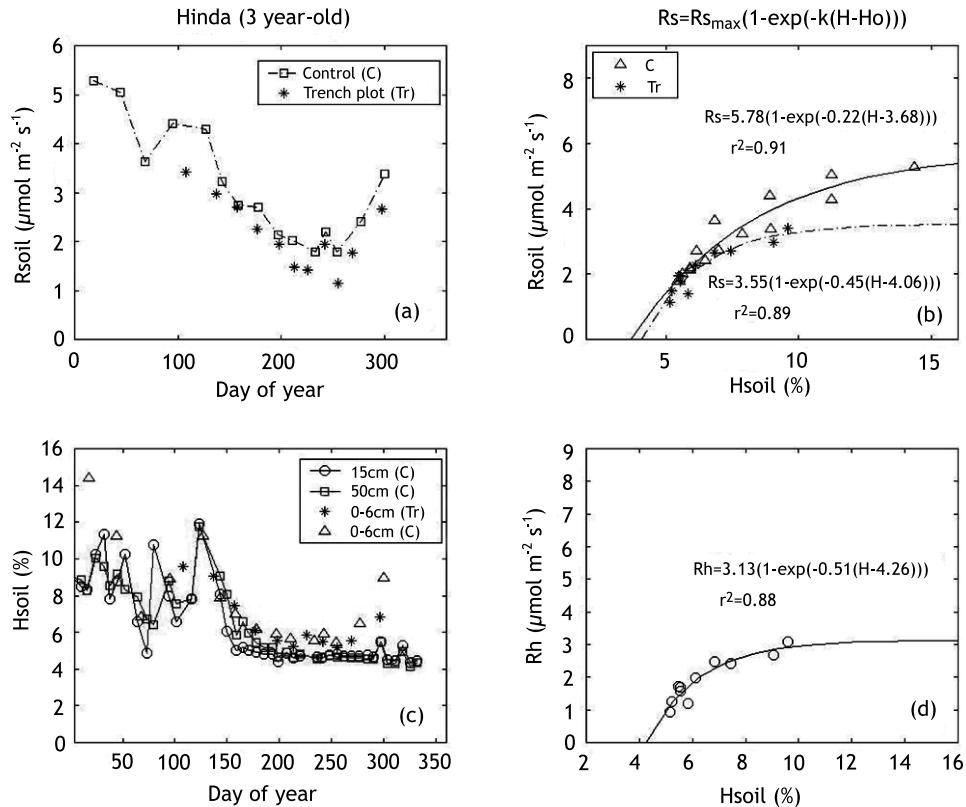 Hinda (3 year-old)
Rs=Rsmax(1-exp(-k(H-Ho)))
6
5
4
3
2
1
0
Rsoil (µmol m-2 s-1)
Control (C)
Trench plot (Tr)
(a)
0 100 200 300
Day of year
8
6
4
2
0
Rsoil (µmol m-2 s-1)
C
Tr
Rs=5.78(1-exp(-0.22(H-3.68)))
r2=0.91
Rs=3.55(1-exp(-0.45(H-4.06)))
r2=0.89
(b)
5 10 15
Hsoil (%)
16
14
12
10
8
6
4
2
0
Hsoil (%)
15cm (C)
50cm (C)
0-6cm (Tr)
0-6cm (C)
(c)
50 100 150 200 250 300 350
Day of year
9
8
7
6
5
4
3
2
1
0
Rh (µmol m-2 s-1)
Rh=3.13(1-exp(-0.51(H-4.26)))
r2=0.88
(d)
2 4 6 8 10 12 14 16
Hsoil (%)